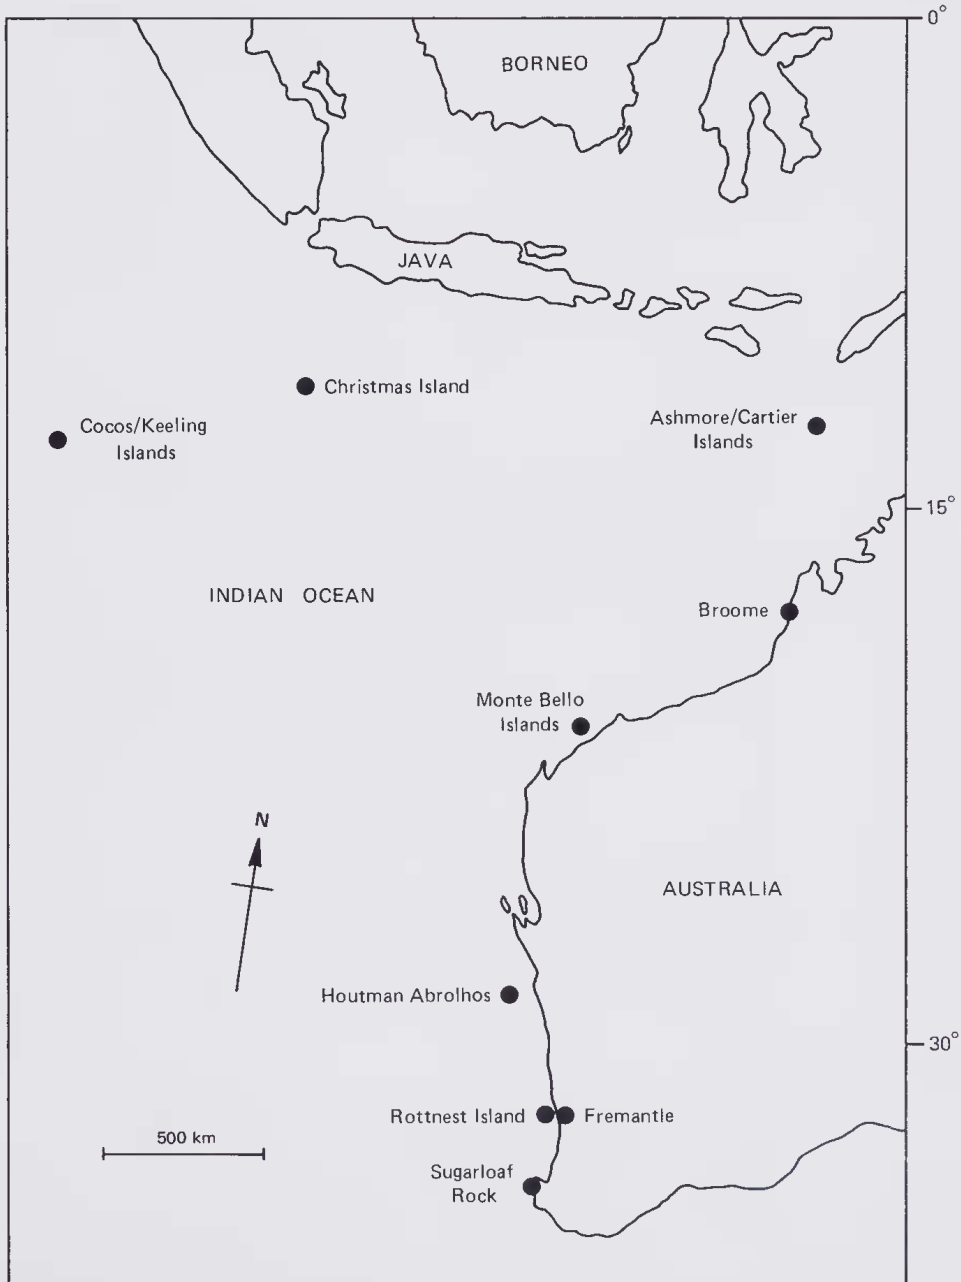 0°
BORNEO
JAVA
Christmas Island
Cocos/Keeling
Islands
Ashmore/Cartier
Islands
15°
INDIAN OCEAN
Broome
Monte Bello
Islands
N
AUSTRALIA
Houtman Abrolhos
30°
Rottnest Island
Fremantle
500 km
Sugarloaf
Rock